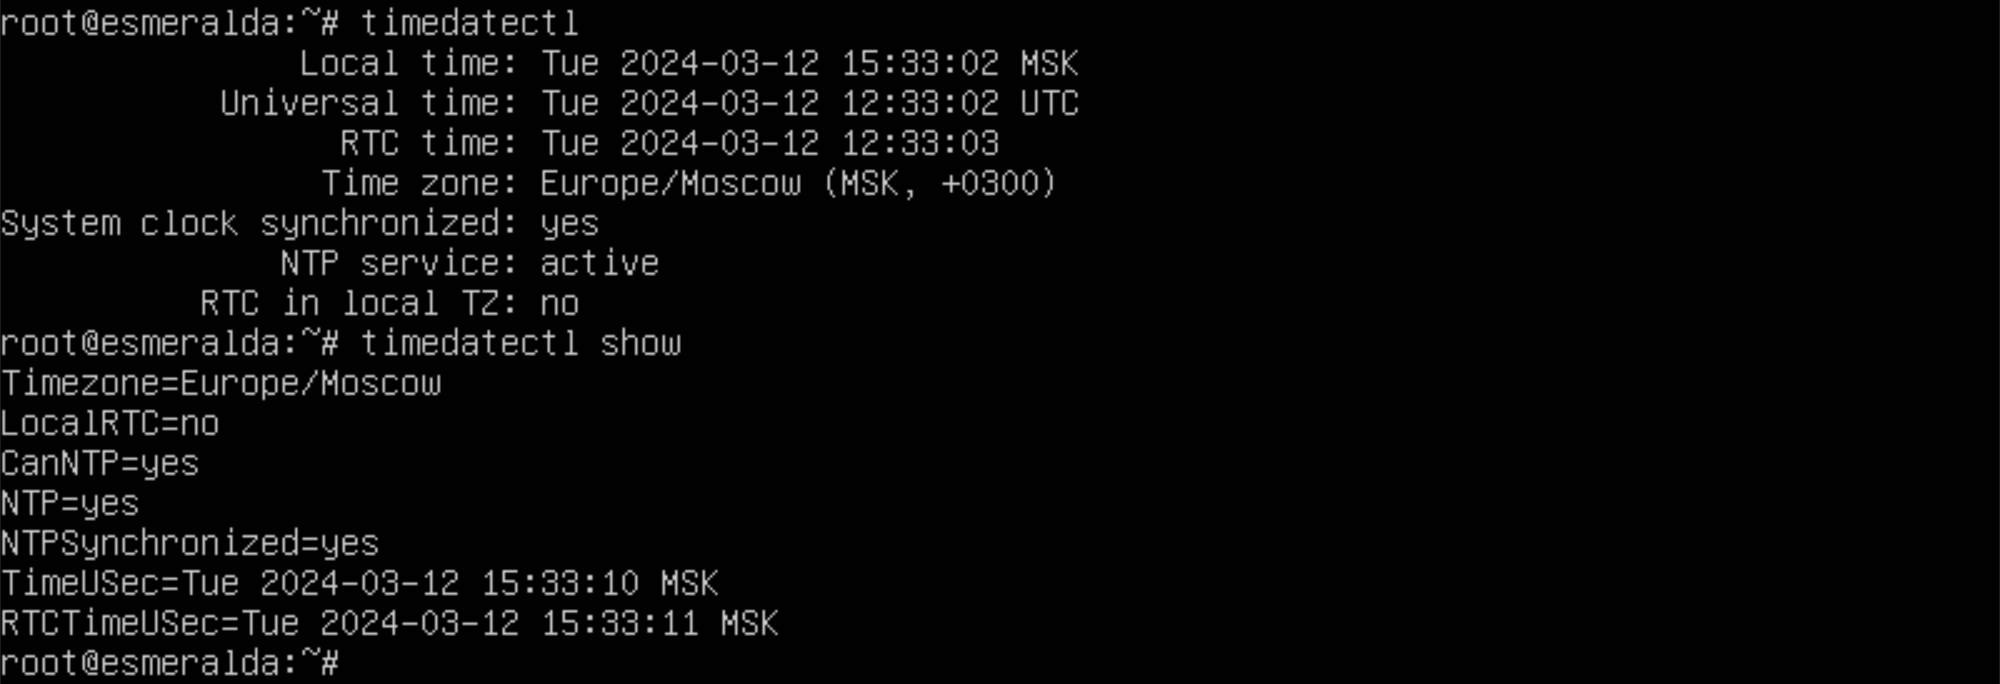 root@esmeralda:~# timedatectl
Local time: Tue 2024-03-12 15:33:02 MSK
Universal time: Tue 2024-03-12 12:33:02 UTC
RTC time: Tue 2024-03-12 12:33:03
Time zone: Europe/Moscow (MSK, +0300)
System clock synchronized: yes
NTP service: active
RTC in local TZ: no
root@esmeralda:~# timedatectl show
Timezone=Europe/Moscow
LocalRTC=no
CanNTP=yes
NTP=yes
NTPSynchronized=yes
TimeUSec=Tue 2024-03-12 15:33:10 MSK
RTCTimeUSec=Tue 2024-03-12 15:33:11 MSK
root@esmeralda:~#